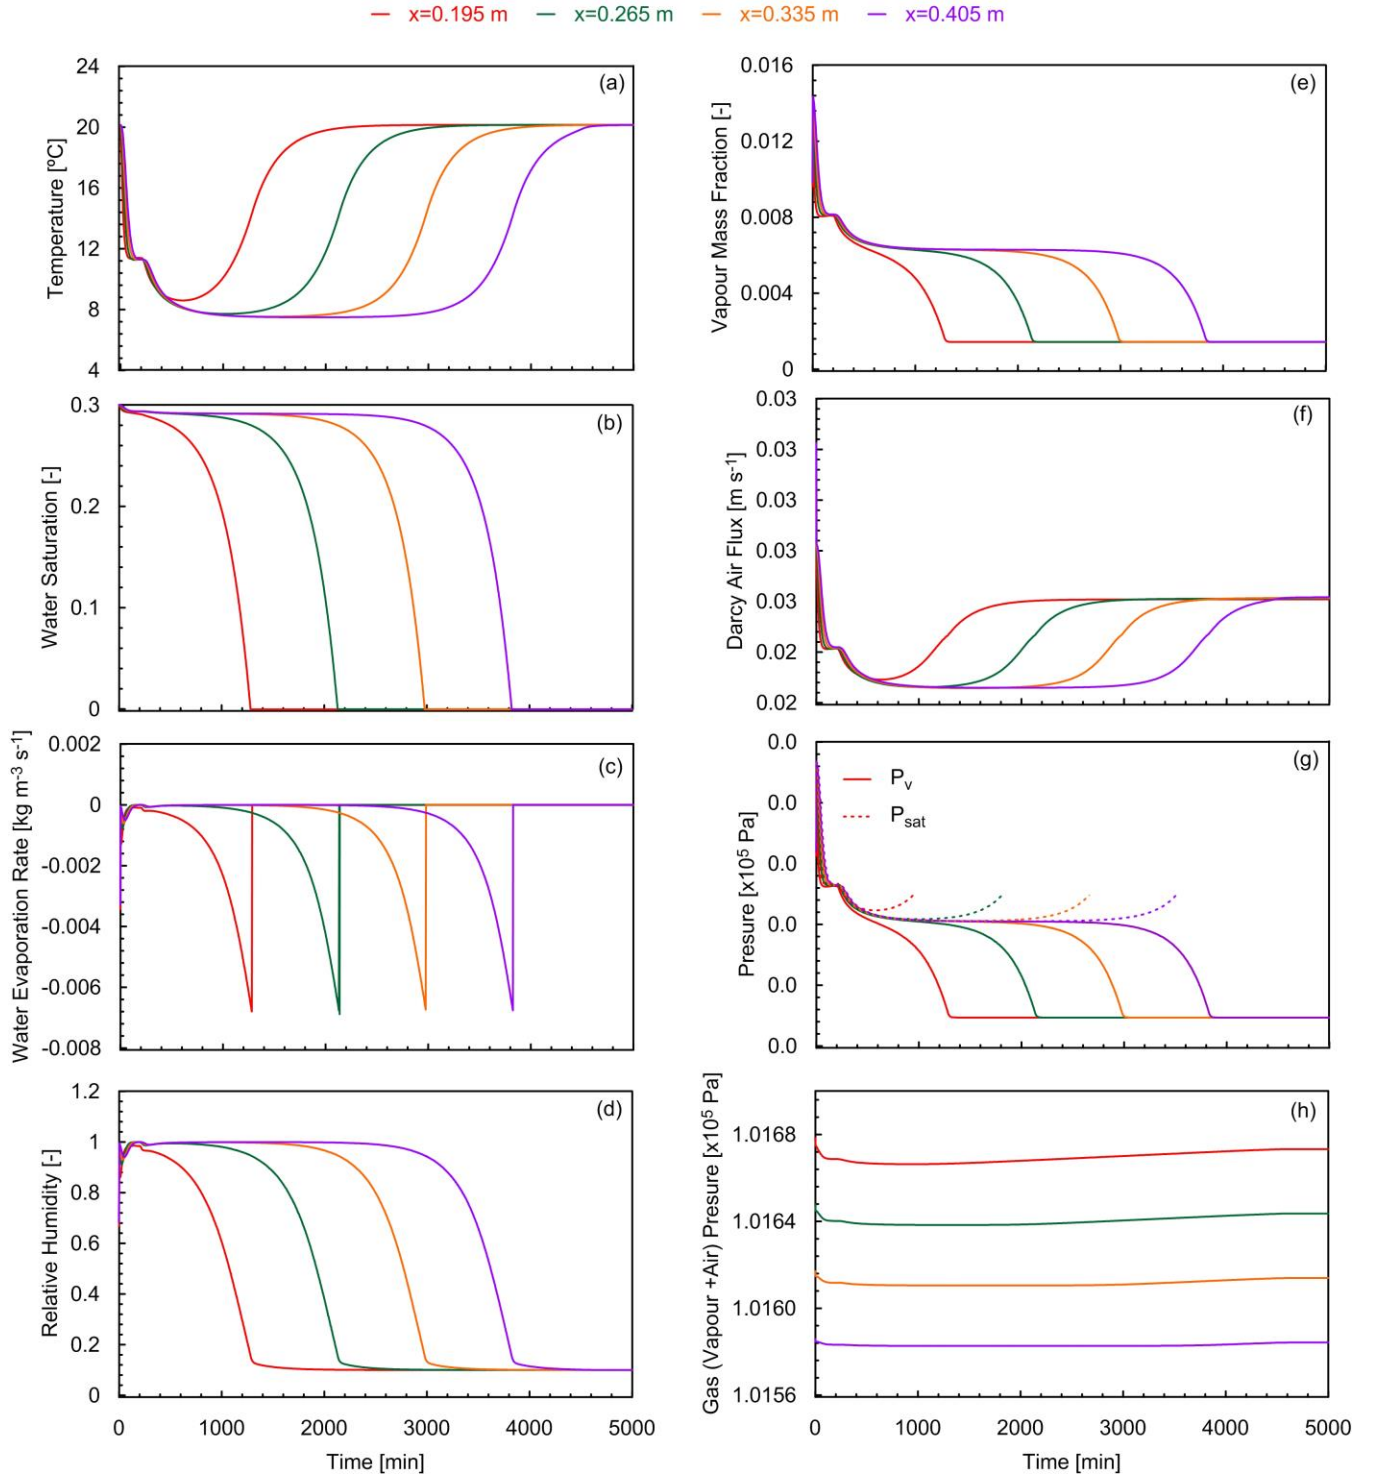 x=0.195 m x=0.265 m x=0.335 m x=0.405 m
(a)
24
20
16
12
8
4
Temperature [ºC]
(e)
0.016
0.012
0.008
0.004
0
Vapour Mass Fraction [-]
(b)
0.3
0.2
0.1
0
Water Saturation [-]
(f)
0.03
0.03
0.03
0.03
0.03
0.02
0.02
Darcy Air Flux [m s-1]
(c)
0.002
0
-0.002
-0.004
-0.006
-0.008
Water Evaporation Rate [kg m-3 s-1]
(g)
Pv
Psat
0.0
0.0
0.0
0.0
0.0
0.0
Presure [x105 Pa]
(d)
1.2
1
0.8
0.6
0.4
0.2
0
Relative Humidity [-]
0 1000 2000 3000 4000 5000
Time [min]
(h)
1.0168
1.0164
1.0160
1.0156
Gas (Vapour +Air) Presure [x105 Pa]
0 1000 2000 3000 4000 5000
Time [min]